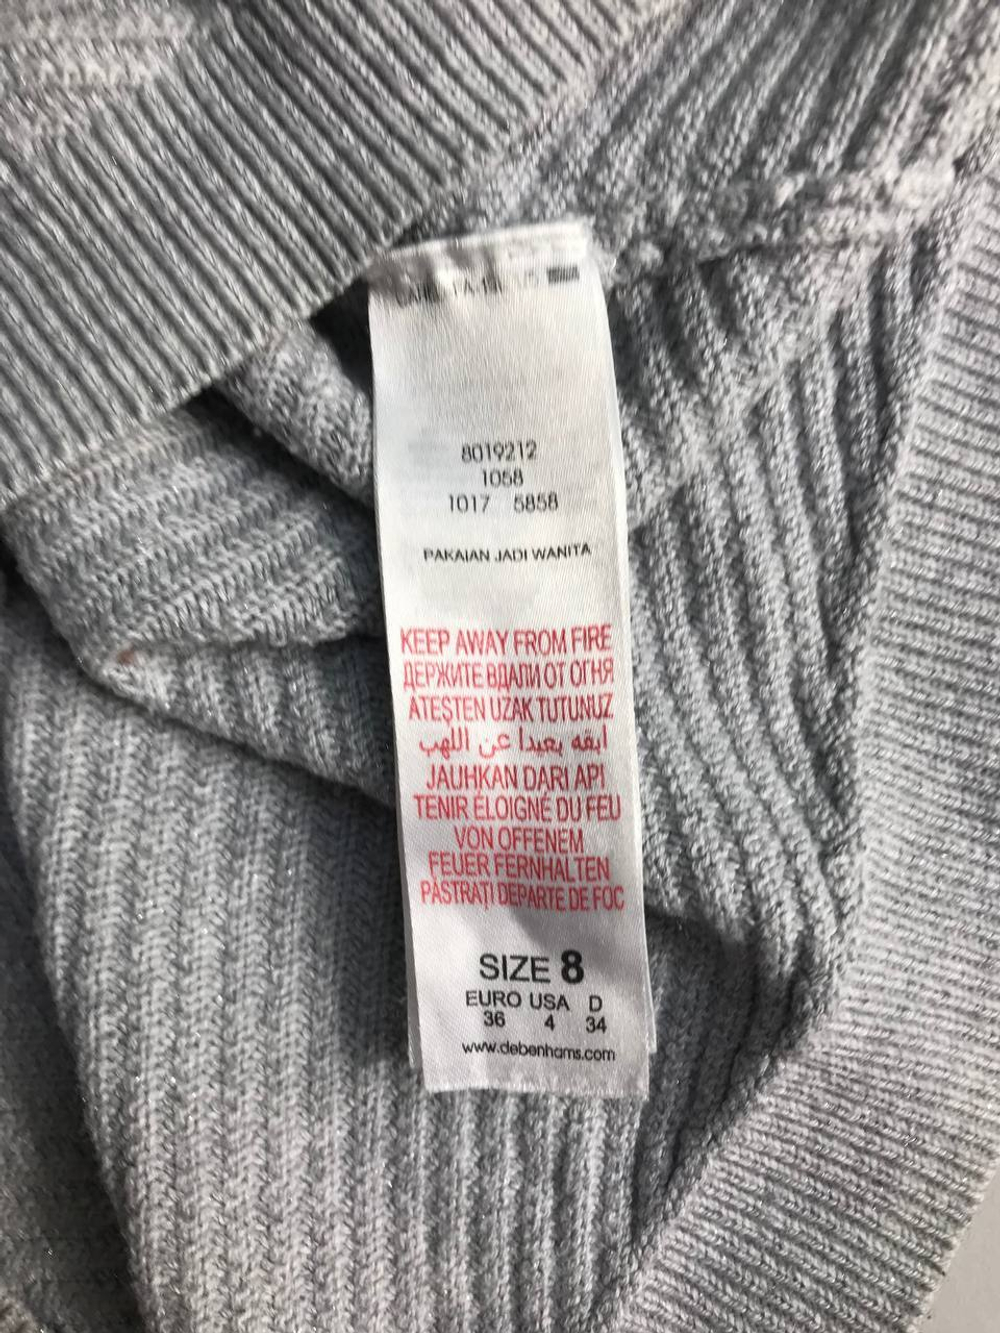 8019212
1058
1017 5858
PAKAIAN JADI WANITA
KEEP AWAY FROM FIRE
ДЕРЖИТЕ ВДАЛИ ОТ ОГНЯ
ATEŞTEN UZAK TUTUNUZ
ابقه بعيدا عن اللهب
JAUHKAN DARI API
TENIR ÉLOIGNÉ DU FEU
VON OFFENEM
FEUER FERNHALTEN
PĂSTRAȚI DEPARTE DE FOC
SIZE 8
EURO USA D
36 4 34
www.debenhams.com